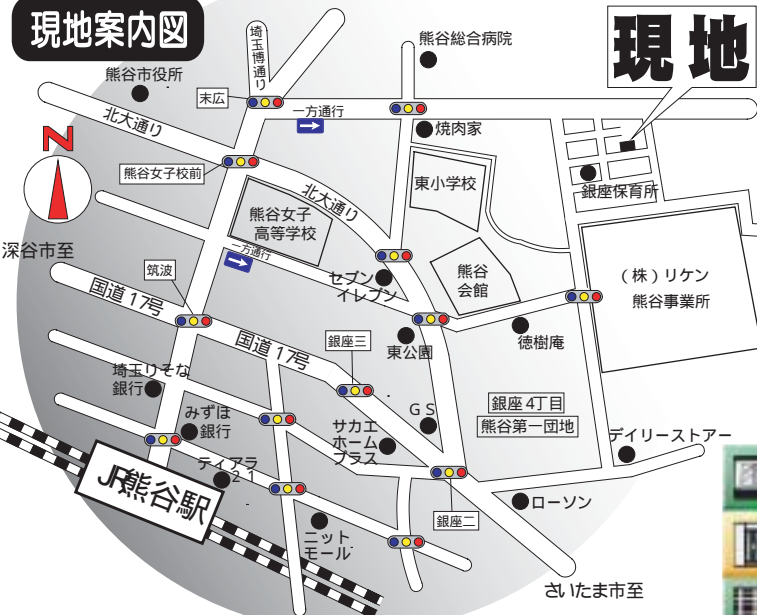 現地案内図
埼玉博通り
熊谷総合病院
現地
熊谷市役所
末広
一方通行
北大通り
焼肉家
N
熊谷女子校前
東小学校
北大通り
銀座保育所
熊谷女子
高等学校
深谷市至
一方通行
筑波
セブン
イレブン
熊谷
会館
(株)リケン
熊谷事業所
国道17号
国道17号
銀座三
東公園
徳樹庵
埼玉りそな
銀行
みずほ
銀行
サカエ
ホーム
プラス
GS
銀座4丁目
熊谷第一団地
デイリーストアー
JR熊谷駅
ティアラ
21
ニット
モール
銀座二
ローソン
さいたま市至